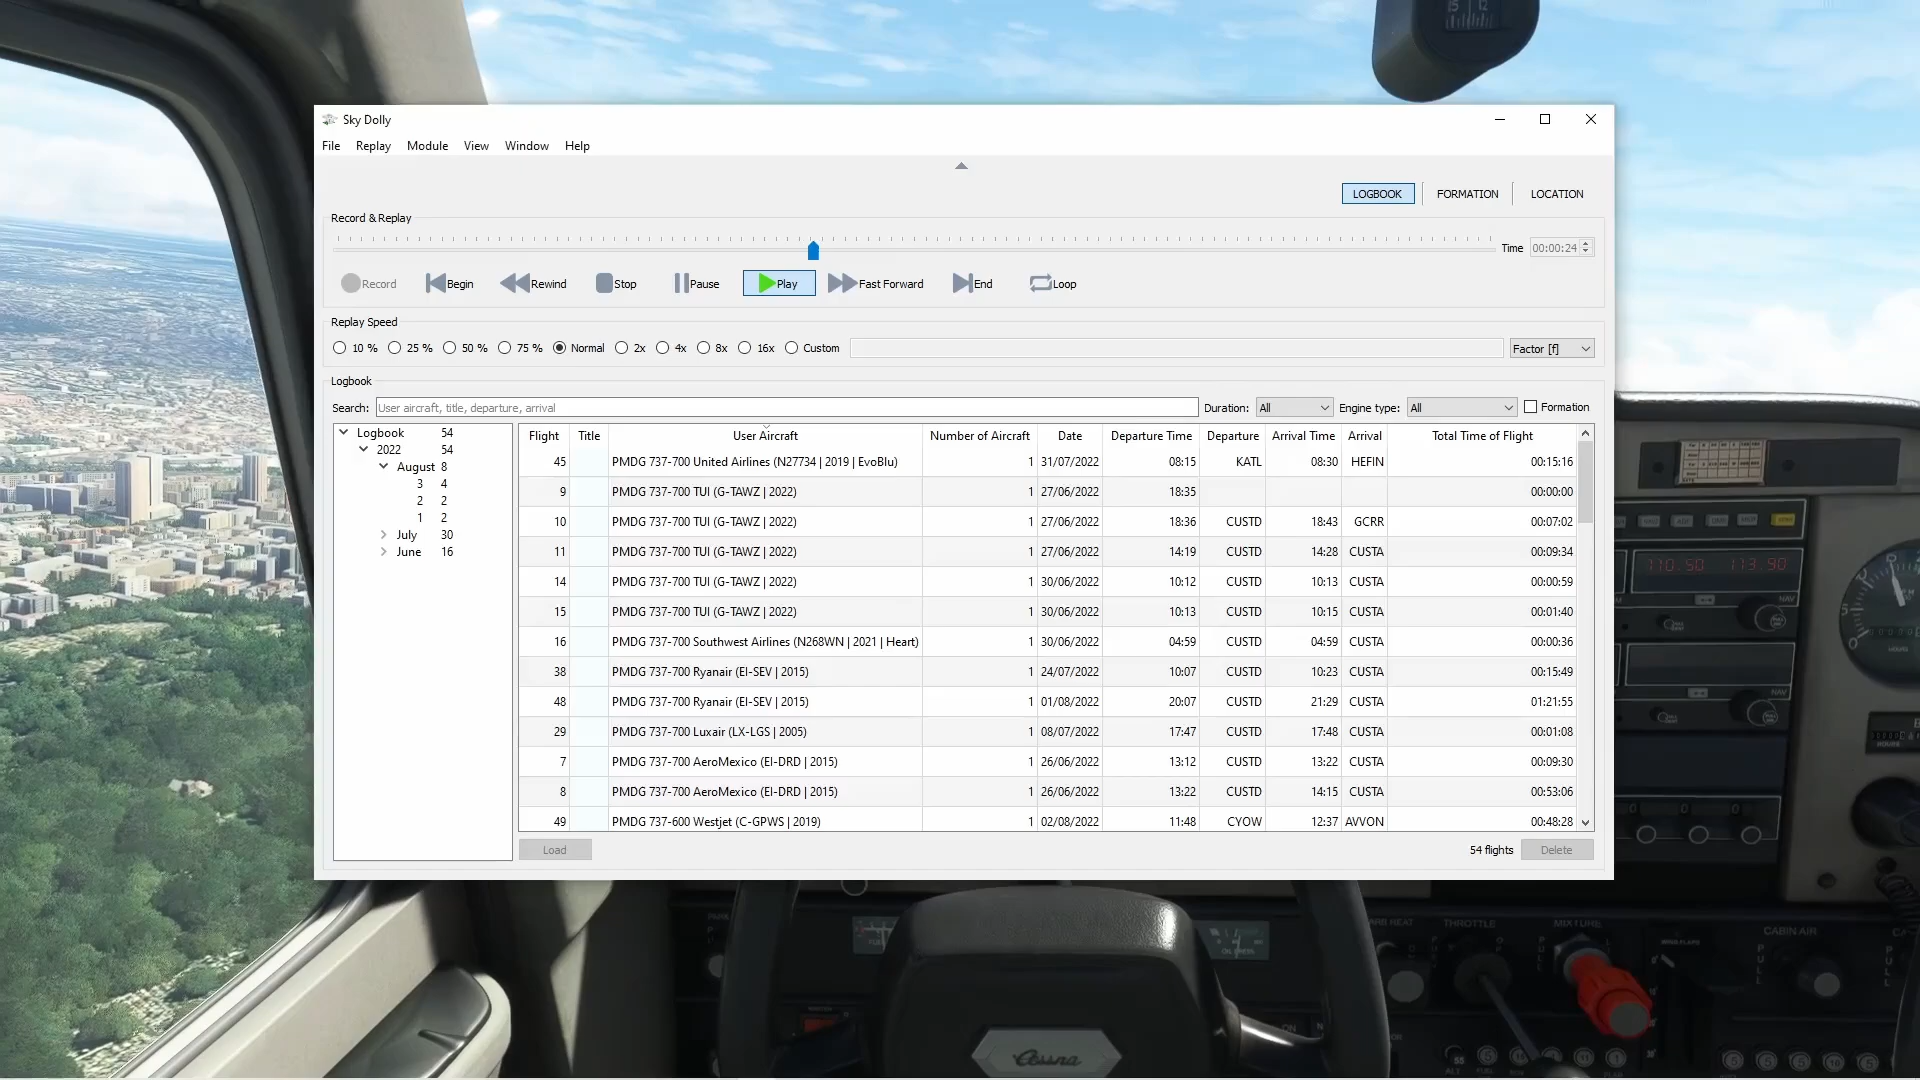 Sky Dolly
File Replay Module View Window Help
LOGBOOK FORMATION LOCATION
Record & Replay
Time 00:00:24
Record Begin Rewind Stop Pause Play Fast Forward End Loop
Replay Speed
10 % 25 % 50 % 75 % Normal 2x 4x 8x 16x Custom Factor [f]
Logbook
Search: User aircraft, title, departure, arrival Duration: All Engine type: All Formation
Logbook 54
2022 54
August 8
3 4
2 2
1 2
July 30
June 16
Flight Title User Aircraft Number of Aircraft Date Departure Time Departure Arrival Time Arrival Total Time of Flight
45 PMDG 737-700 United Airlines (N27734 | 2019 | EvoBlu) 1 31/07/2022 08:15 KATL 08:30 HEFIN 00:15:16
9 PMDG 737-700 TUI (G-TAWZ | 2022) 1 27/06/2022 18:35 00:00:00
10 PMDG 737-700 TUI (G-TAWZ | 2022) 1 27/06/2022 18:36 CUSTD 18:43 GCRR 00:07:02
11 PMDG 737-700 TUI (G-TAWZ | 2022) 1 27/06/2022 14:19 CUSTD 14:28 CUSTA 00:09:34
14 PMDG 737-700 TUI (G-TAWZ | 2022) 1 30/06/2022 10:12 CUSTD 10:13 CUSTA 00:00:59
15 PMDG 737-700 TUI (G-TAWZ | 2022) 1 30/06/2022 10:13 CUSTD 10:15 CUSTA 00:01:40
16 PMDG 737-700 Southwest Airlines (N268WN | 2021 | Heart) 1 30/06/2022 04:59 CUSTD 04:59 CUSTA 00:00:36
38 PMDG 737-700 Ryanair (EI-SEV | 2015) 1 24/07/2022 10:07 CUSTD 10:23 CUSTA 00:15:49
48 PMDG 737-700 Ryanair (EI-SEV | 2015) 1 01/08/2022 20:07 CUSTD 21:29 CUSTA 01:21:55
29 PMDG 737-700 Luxair (LX-LGS | 2005) 1 08/07/2022 17:47 CUSTD 17:48 CUSTA 00:01:08
7 PMDG 737-700 AeroMexico (EI-DRD | 2015) 1 26/06/2022 13:12 CUSTD 13:22 CUSTA 00:09:30
8 PMDG 737-700 AeroMexico (EI-DRD | 2015) 1 26/06/2022 13:22 CUSTD 14:15 CUSTA 00:53:06
49 PMDG 737-600 Westjet (C-GPWS | 2019) 1 02/08/2022 11:48 CYOW 12:37 AVVON 00:48:28
Load 54 flights Delete
15 12
110.50 113.90
NAV
NAV
THROTTLE MIXTURE CABIN AIR
Cessna